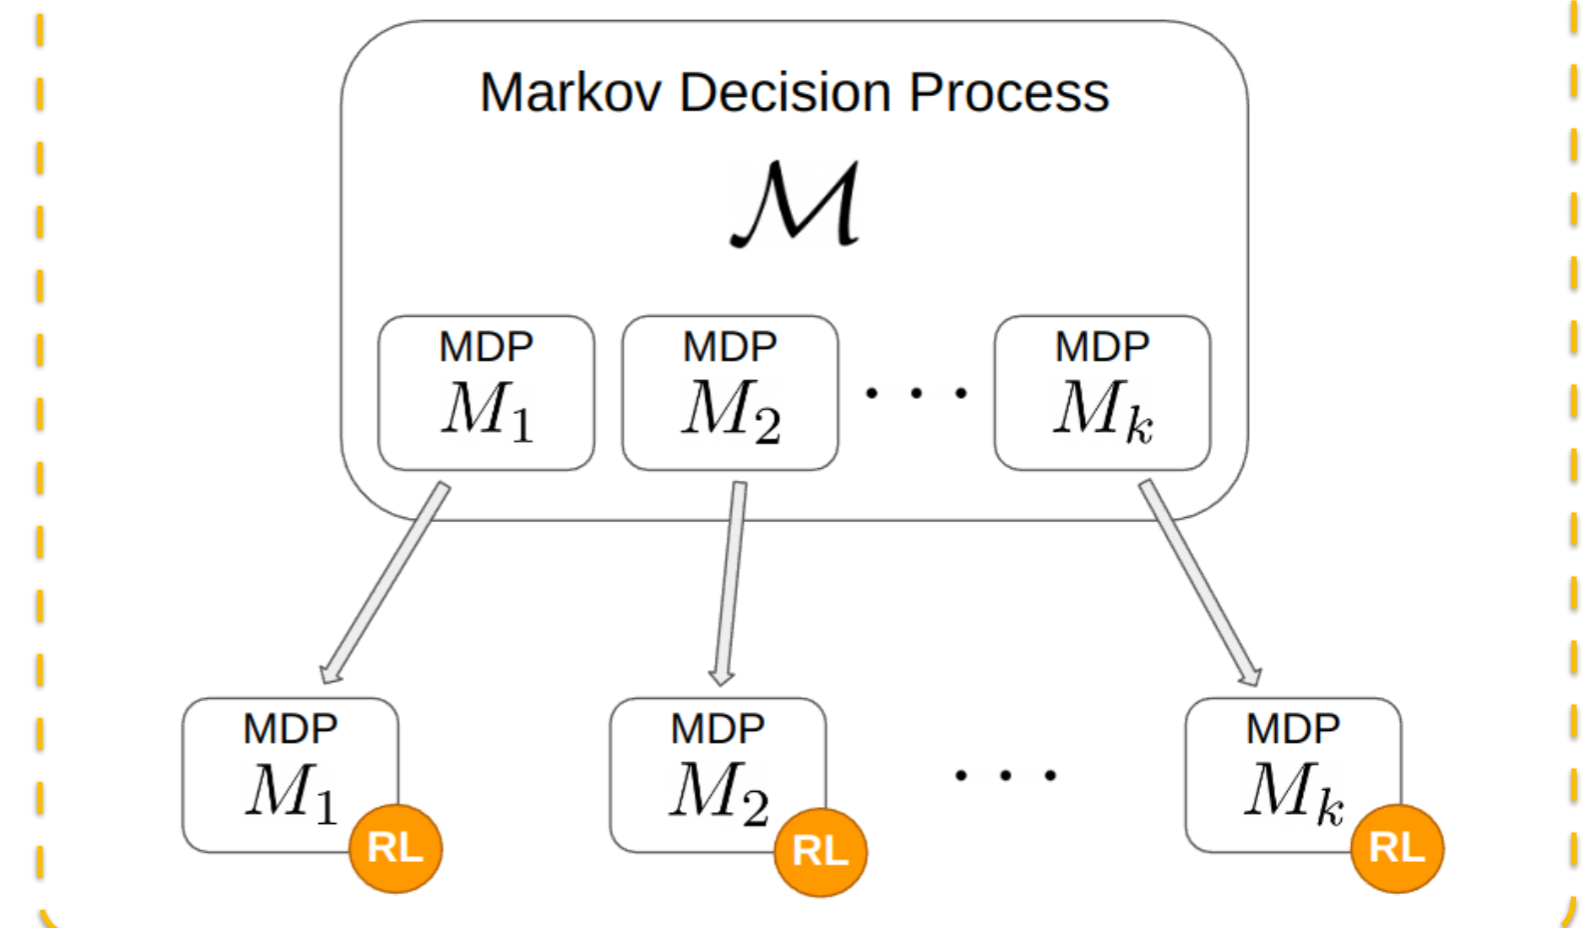 Markov Decision Process
ℳ
MDP MDP MDP
M₁ M₂ · · · Mₖ
MDP MDP MDP
M₁ M₂ · · · Mₖ
RL RL RL